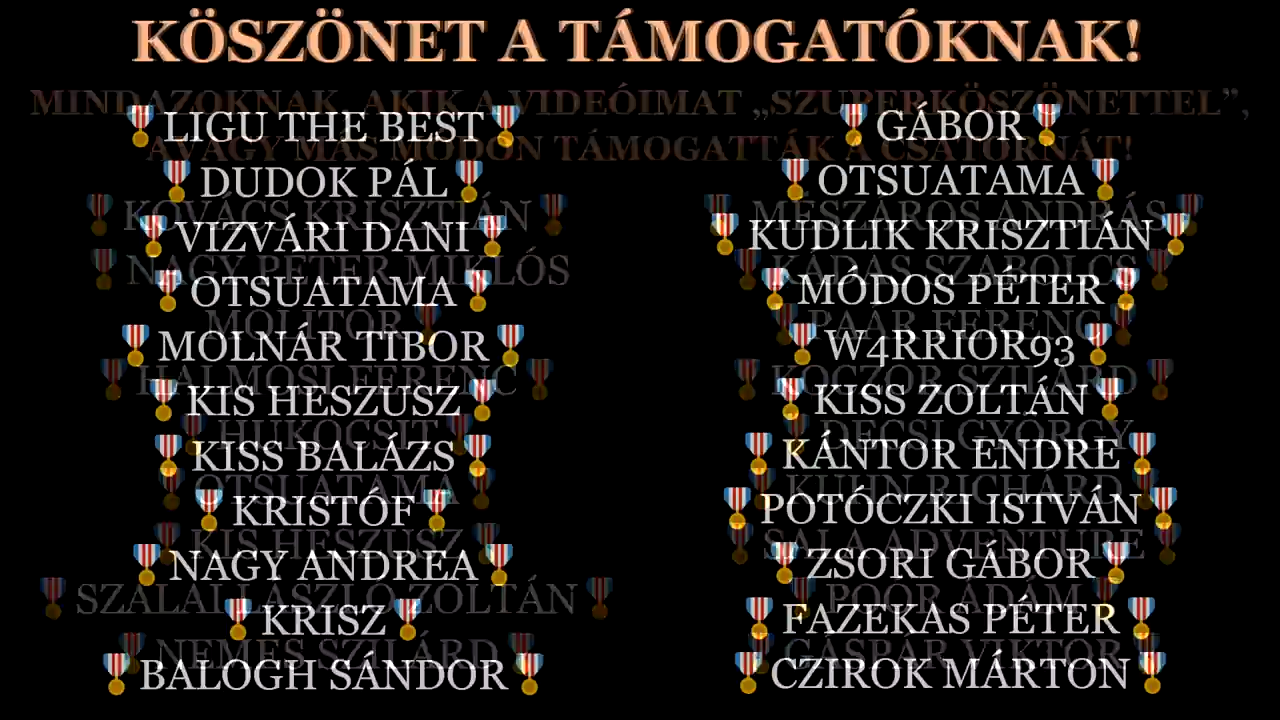 KÖSZÖNET A TÁMOGATÓKNAK!
MINDAZOKNAK, AKIK A VIDEÓIMAT „SZUPERKÖSZÖNETTEL”,
AVAGY MÁS MÓDON TÁMOGATTÁK A CSATORNÁT!
LIGU THE BEST
DUDOK PÁL
VIZVÁRI DANI
OTSUATAMA
MOLNÁR TIBOR
KIS HESZUSZ
KISS BALÁZS
KRISTÓF
NAGY ANDREA
KRISZ
BALOGH SÁNDOR
GÁBOR
OTSUATAMA
KUDLIK KRISZTIÁN
MÓDOS PÉTER
W4RRIOR93
KISS ZOLTÁN
KÁNTOR ENDRE
POTÓCZKI ISTVÁN
ZSORI GÁBOR
FAZEKAS PÉTER
CZIROK MÁRTON
KOVÁCS KRISZTIÁN
NAGY PÉTER MIKLÓS
MOLITOR
HALMOSI FERENC
HUKOCSIT
OTSUATAMA
KIS HESZUSZ
SZALAI LÁSZLÓ ZOLTÁN
NEMES SZILÁRD
MÉSZÁROS ANDRÁS
KÁDAS SZABOLCS
PAÁR FERENC
KOCZOR SZILÁRD
DÉCSI GYÖRGY
KUHN RICHÁRD
SALA ADVENTURE
POÓR ÁDÁM
GÁSPÁR VIKTOR